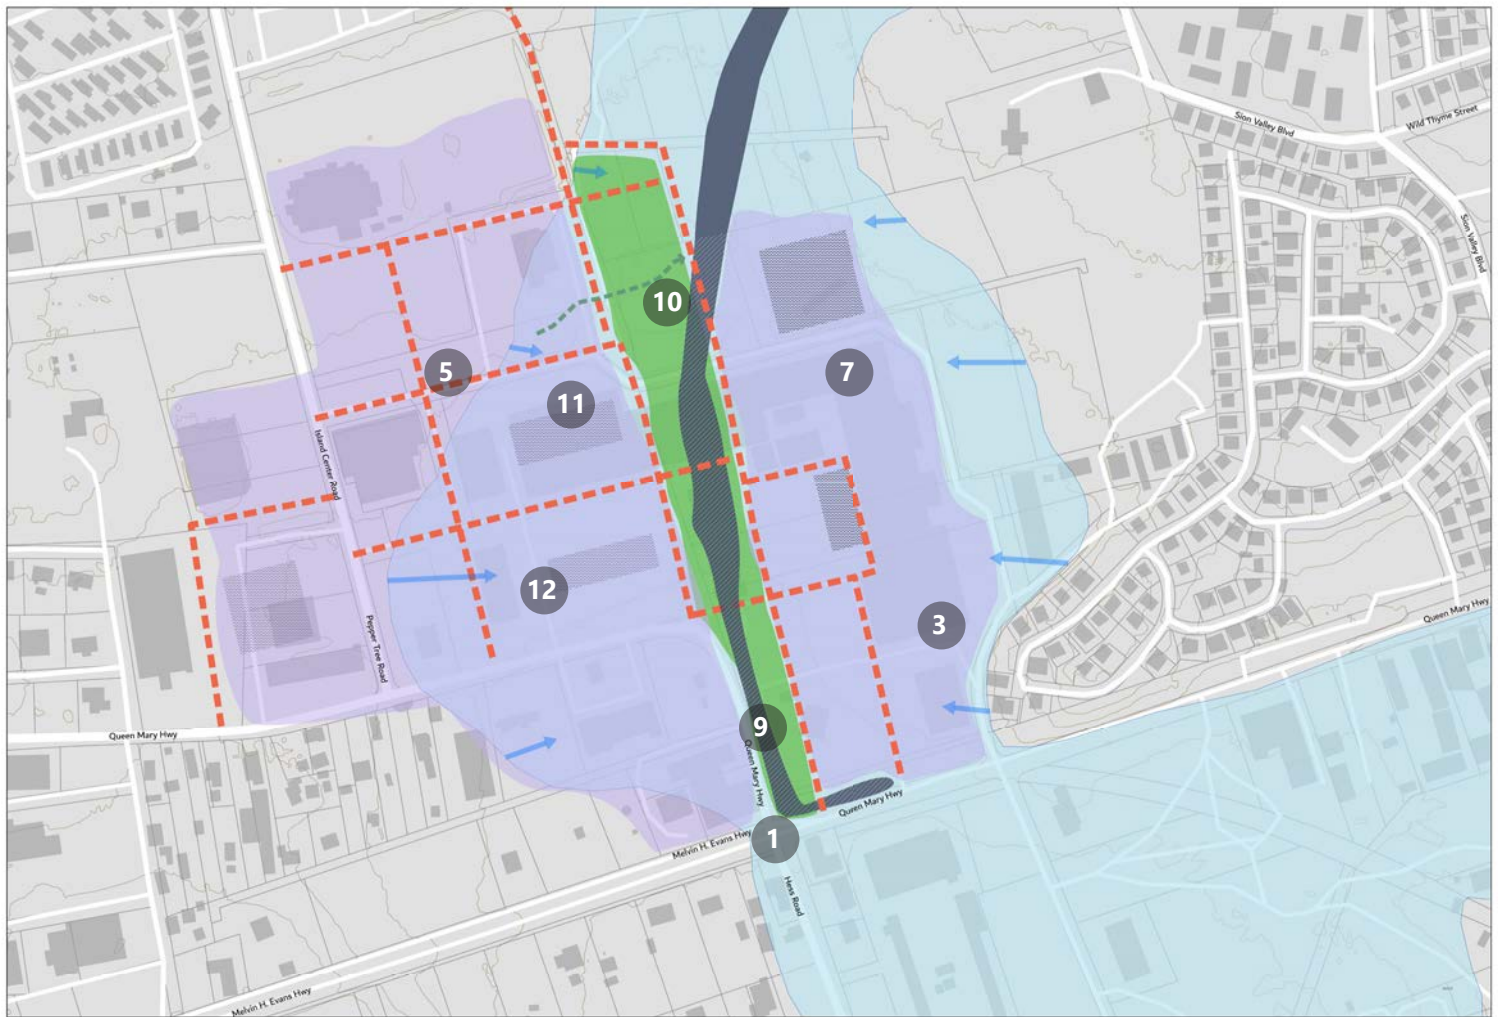 Sion Valley Blvd
Wild Thyme Street
Sion Valley Blvd
10
5
7
11
Island Center Road
12
3
Pepper Tree Road
Queen Mary Hwy
Queen Mary Hwy
9
Queen Mary Hwy
Queen Mary Hwy
1
Melvin H. Evans Hwy
Hess Road
Melvin H. Evans Hwy